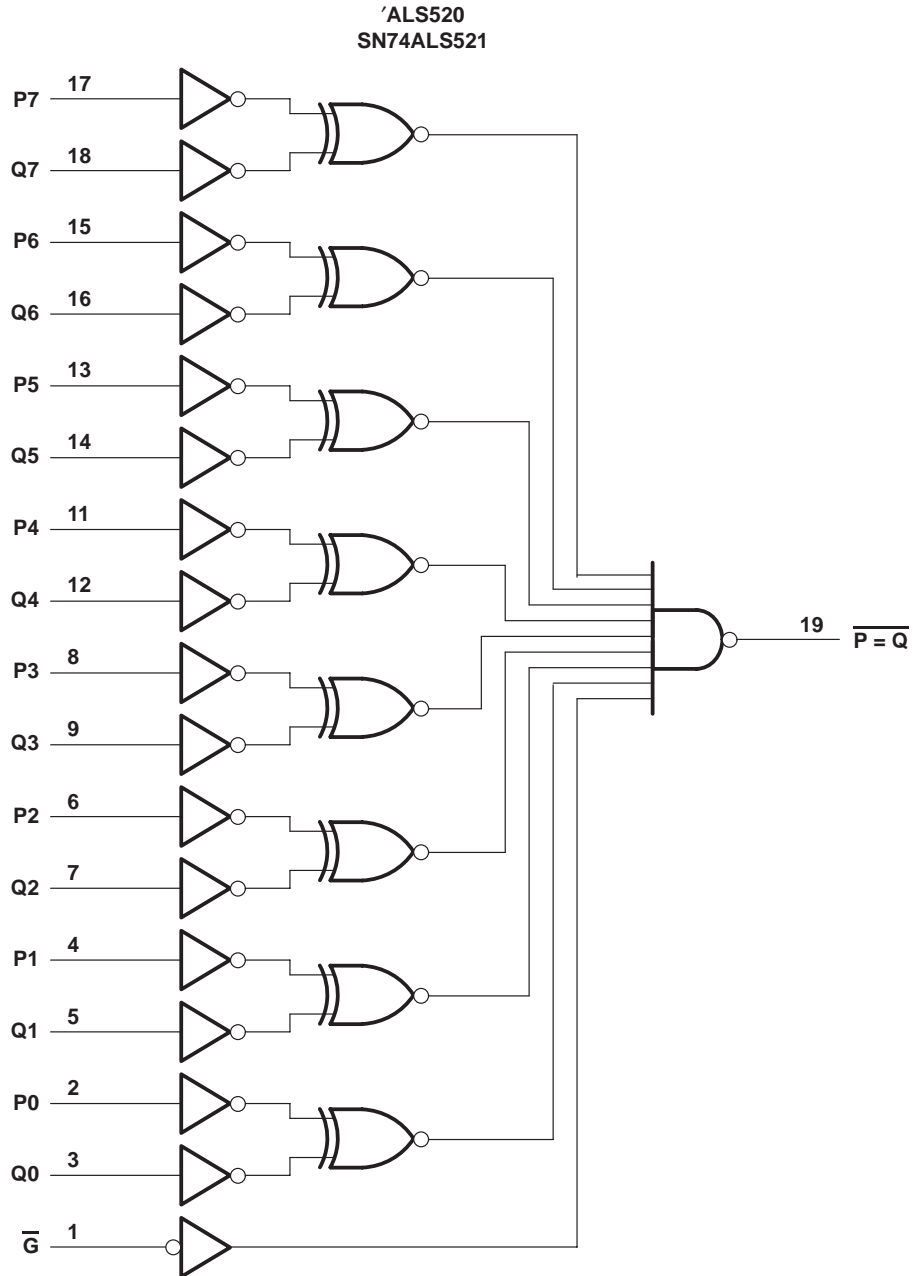 ′ALS520
SN74ALS521
P7 17
Q7 18
P6 15
Q6 16
P5 13
Q5 14
P4 11
Q4 12
19 P = Q
P3 8
Q3 9
P2 6
Q2 7
P1 4
Q1 5
P0 2
Q0 3
G 1